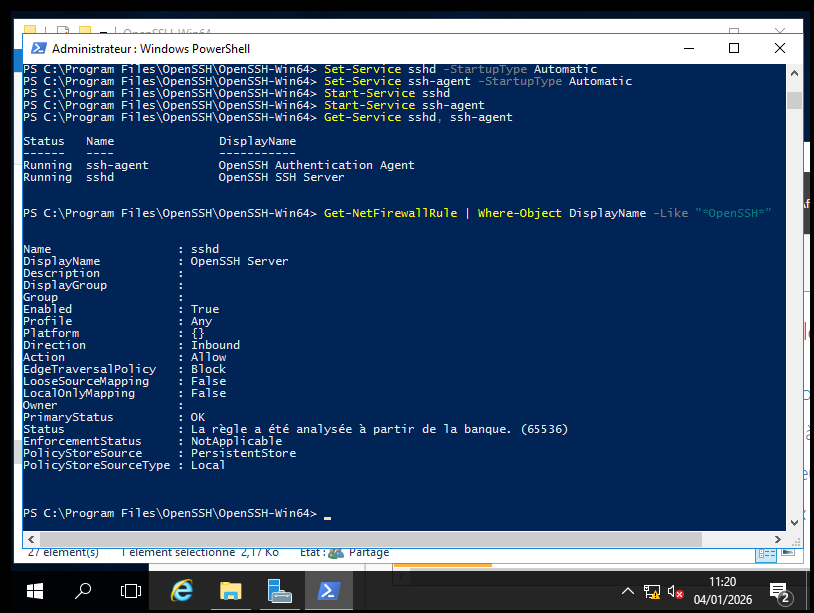 OpenSSH-Win64
Administrateur : Windows PowerShell
PS C:\Program Files\OpenSSH\OpenSSH-Win64> Set-Service sshd -StartupType Automatic
PS C:\Program Files\OpenSSH\OpenSSH-Win64> Set-Service ssh-agent -StartupType Automatic
PS C:\Program Files\OpenSSH\OpenSSH-Win64> Start-Service sshd
PS C:\Program Files\OpenSSH\OpenSSH-Win64> Start-Service ssh-agent
PS C:\Program Files\OpenSSH\OpenSSH-Win64> Get-Service sshd, ssh-agent
Status Name DisplayName
------ ---- -----------
Running ssh-agent OpenSSH Authentication Agent
Running sshd OpenSSH SSH Server
PS C:\Program Files\OpenSSH\OpenSSH-Win64> Get-NetFirewallRule | Where-Object DisplayName -Like "*OpenSSH*"
Name : sshd
DisplayName : OpenSSH Server
Description :
DisplayGroup :
Group :
Enabled : True
Profile : Any
Platform : {}
Direction : Inbound
Action : Allow
EdgeTraversalPolicy : Block
LooseSourceMapping : False
LocalOnlyMapping : False
Owner :
PrimaryStatus : OK
Status : La règle a été analysée à partir de la banque. (65536)
EnforcementStatus : NotApplicable
PolicyStoreSource : PersistentStore
PolicyStoreSourceType : Local
PS C:\Program Files\OpenSSH\OpenSSH-Win64> _
27 élément(s) 1 élément sélectionné 2,17 Ko État : Partagé
11:20
04/01/2026
2